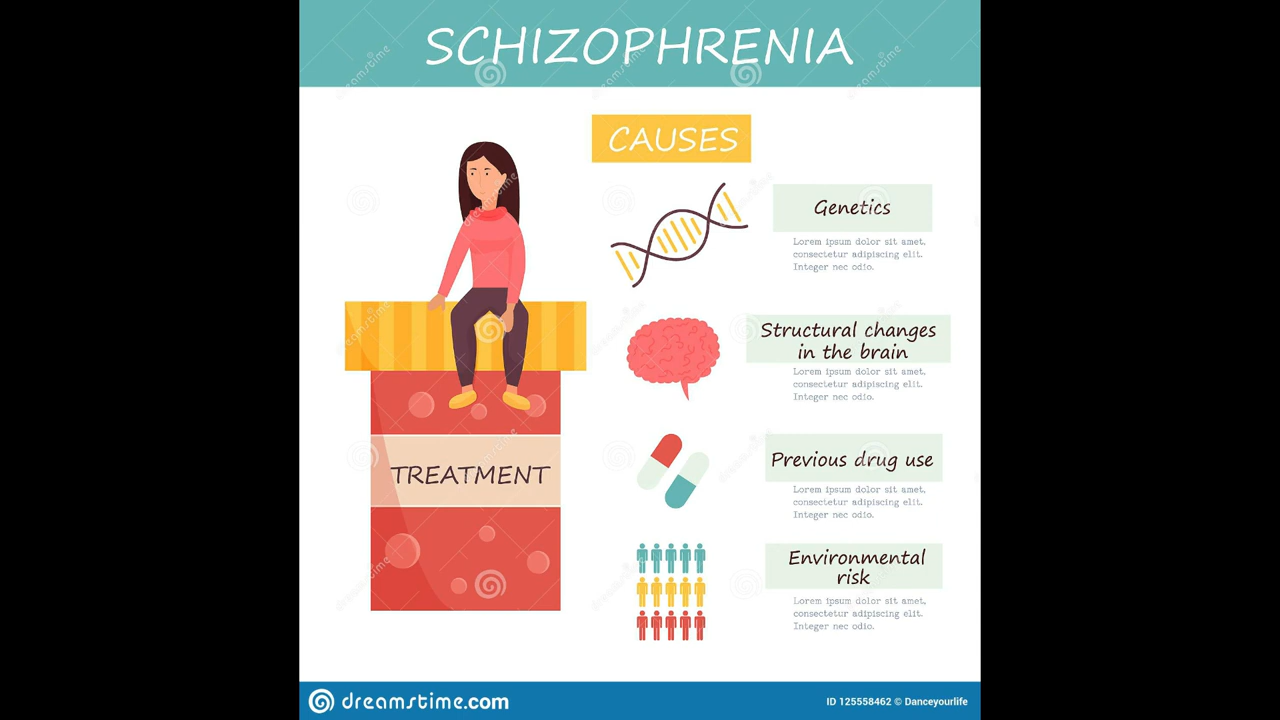 SCHIZOPHRENIA
CAUSES
Genetics
Lorem ipsum dolor sit amet,
consectetur adipiscing elit.
Integer nec odio.
Structural changes
in the brain
Lorem ipsum dolor sit amet,
consectetur adipiscing elit.
Integer nec odio.
TREATMENT
Previous drug use
Lorem ipsum dolor sit amet,
consectetur adipiscing elit.
Integer nec odio.
Environmental
risk
Lorem ipsum dolor sit amet,
consectetur adipiscing elit.
Integer nec odio.
dreamstime.com
ID 125558462 © Danceyourlife